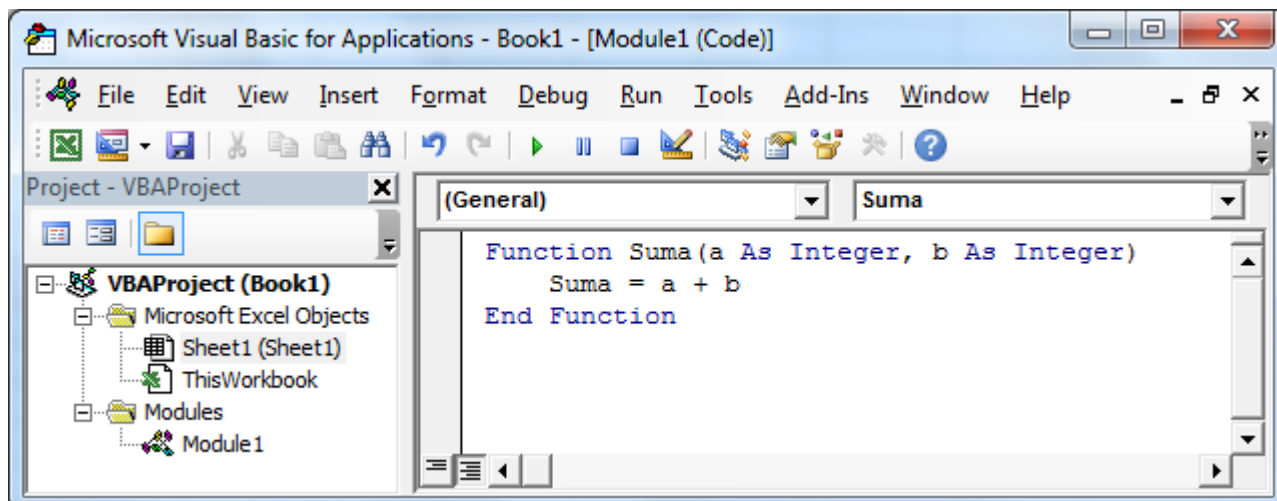 Microsoft Visual Basic for Applications - Book1 - [Module1 (Code)]
File Edit View Insert Format Debug Run Tools Add-Ins Window Help
Project - VBAProject
VBAProject (Book1)
Microsoft Excel Objects
Sheet1 (Sheet1)
ThisWorkbook
Modules
Module1
(General) Suma
Function Suma(a As Integer, b As Integer)
    Suma = a + b
End Function